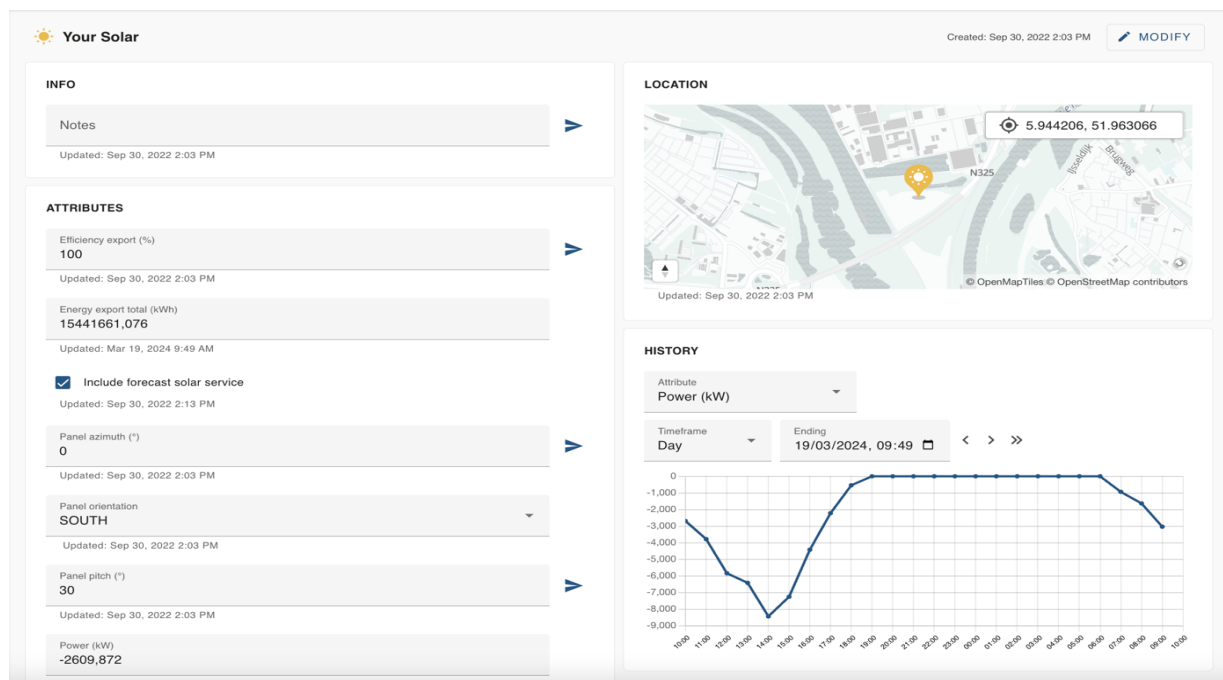 Your Solar
Created: Sep 30, 2022 2:03 PM
MODIFY
INFO
Notes
Updated: Sep 30, 2022 2:03 PM
ATTRIBUTES
Efficiency export (%)
100
Updated: Sep 30, 2022 2:03 PM
Energy export total (kWh)
15441661,076
Updated: Mar 19, 2024 9:49 AM
Include forecast solar service
Updated: Sep 30, 2022 2:13 PM
Panel azimuth (°)
0
Updated: Sep 30, 2022 2:03 PM
Panel orientation
SOUTH
Updated: Sep 30, 2022 2:03 PM
Panel pitch (°)
30
Updated: Sep 30, 2022 2:03 PM
Power (kW)
-2609,872
LOCATION
5.944206, 51.963066
N325
IJsseldijk
Brugweg
N325
© OpenMapTiles © OpenStreetMap contributors
Updated: Sep 30, 2022 2:03 PM
HISTORY
Attribute
Power (kW)
Timeframe
Day
Ending
19/03/2024, 09:49
0
-1,000
-2,000
-3,000
-4,000
-5,000
-6,000
-7,000
-8,000
-9,000
10:00 11:00 12:00 13:00 14:00 15:00 16:00 17:00 18:00 19:00 20:00 21:00 22:00 23:00 00:00 01:00 02:00 03:00 04:00 05:00 06:00 07:00 08:00 09:00 10:00